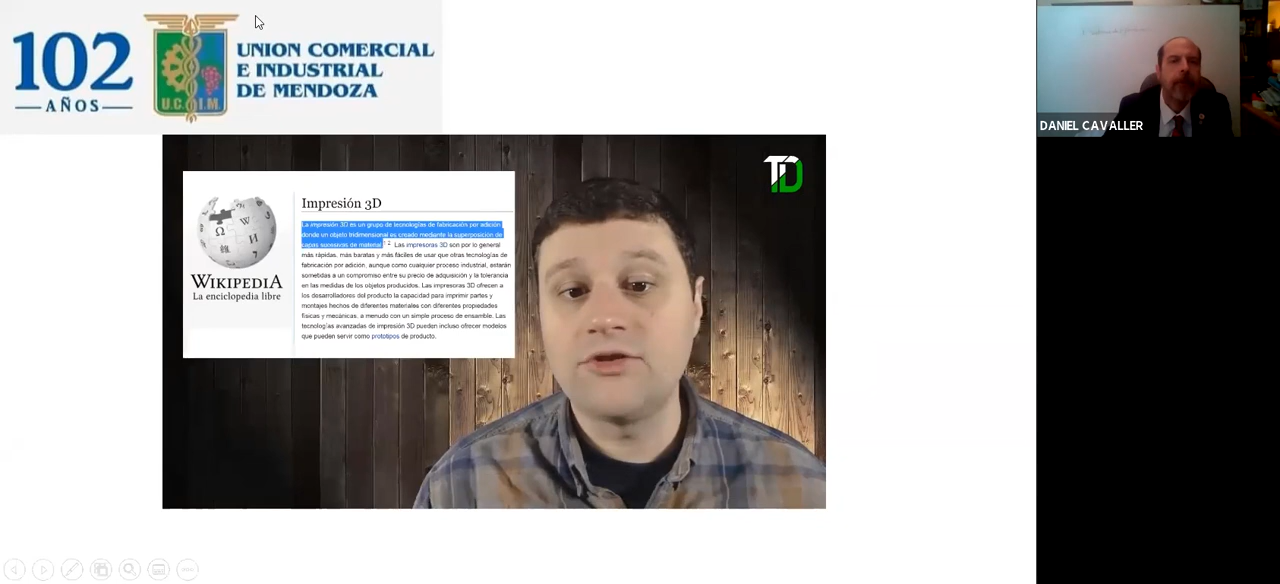 102
AÑOS
U.C. I.M.
UNION COMERCIAL
E INDUSTRIAL
DE MENDOZA
DANIEL CAVALLER
TD
Ω
W
И
WIKIPEDIA
La enciclopedia libre
Impresión 3D
La impresión 3D es un grupo de tecnologías de fabricación por adición
donde un objeto tridimensional es creado mediante la superposición de
capas sucesivas de material. 1 2 Las impresoras 3D son por lo general
más rápidas, más baratas y más fáciles de usar que otras tecnologías de
fabricación por adición, aunque como cualquier proceso industrial, estarán
sometidas a un compromiso entre su precio de adquisición y la tolerancia
en las medidas de los objetos producidos. Las impresoras 3D ofrecen a
los desarrolladores del producto la capacidad para imprimir partes y
montajes hechos de diferentes materiales con diferentes propiedades
físicas y mecánicas, a menudo con un simple proceso de ensamble. Las
tecnologías avanzadas de impresión 3D pueden incluso ofrecer modelos
que pueden servir como prototipos de producto.